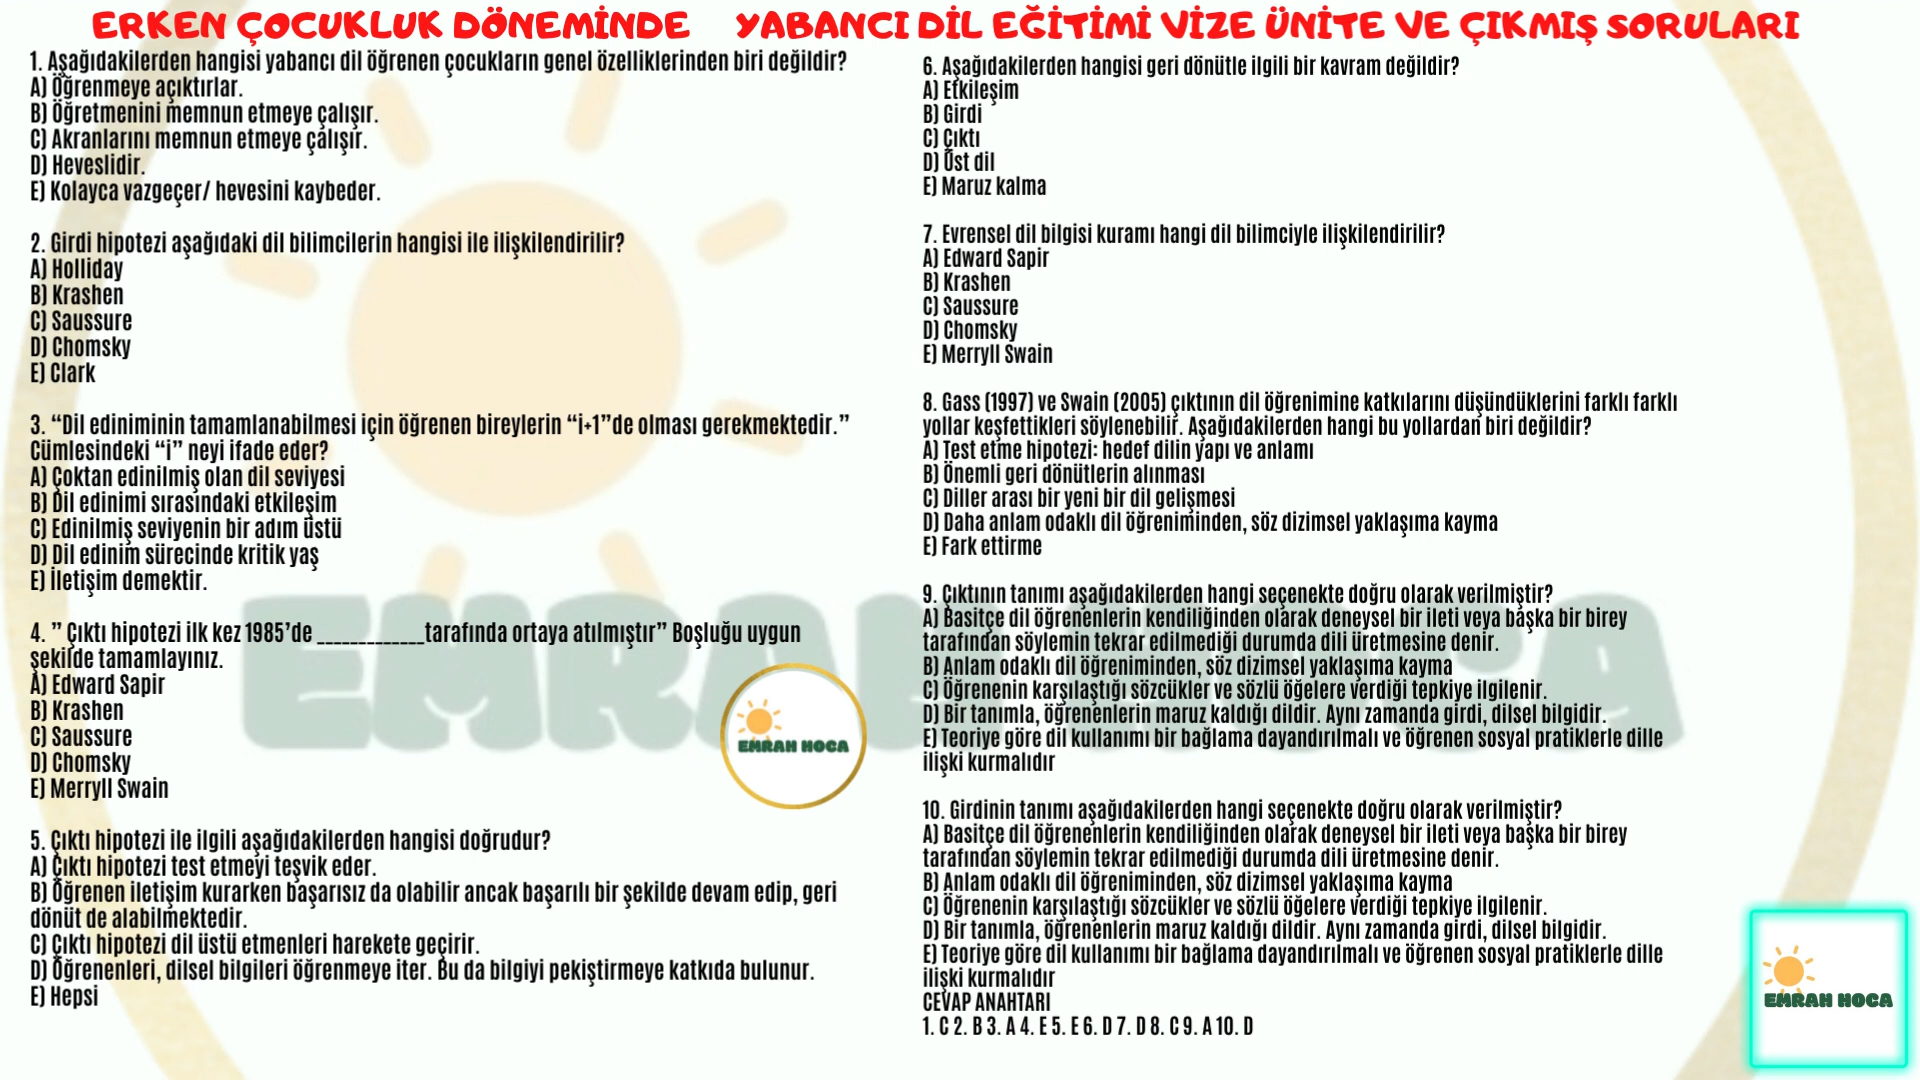 ERKEN ÇOCUKLUK DÖNEMİNDE YABANCI DİL EĞİTİMİ VİZE ÜNİTE VE ÇIKMIŞ SORULARI
1. Aşağıdakilerden hangisi yabancı dil öğrenen çocukların genel özelliklerinden biri değildir?
A) Öğrenmeye açıktırlar.
B) Öğretmenini memnun etmeye çalışır.
C) Akranlarını memnun etmeye çalışır.
D) Heveslidir.
E) Kolayca vazgeçer/ hevesini kaybeder.
2. Girdi hipotezi aşağıdaki dil bilimcilerin hangisi ile ilişkilendirilir?
A) Holliday
B) Krashen
C) Saussure
D) Chomsky
E) Clark
3. “Dil ediniminin tamamlanabilmesi için öğrenen bireylerin “i+1”de olması gerekmektedir.”
Cümlesindeki “i” neyi ifade eder?
A) Çoktan edinilmiş olan dil seviyesi
B) Dil edinimi sırasındaki etkileşim
C) Edinilmiş seviyenin bir adım üstü
D) Dil edinim sürecinde kritik yaş
E) İletişim demektir.
4. ” Çıktı hipotezi ilk kez 1985’de _____________tarafında ortaya atılmıştır” Boşluğu uygun
şekilde tamamlayınız.
A) Edward Sapir
B) Krashen
C) Saussure
D) Chomsky
E) Merryll Swain
5. Çıktı hipotezi ile ilgili aşağıdakilerden hangisi doğrudur?
A) Çıktı hipotezi test etmeyi teşvik eder.
B) Öğrenen iletişim kurarken başarısız da olabilir ancak başarılı bir şekilde devam edip, geri
dönüt de alabilmektedir.
C) Çıktı hipotezi dil üstü etmenleri harekete geçirir.
D) Öğrenenleri, dilsel bilgileri öğrenmeye iter. Bu da bilgiyi pekiştirmeye katkıda bulunur.
E) Hepsi
6. Aşağıdakilerden hangisi geri dönütle ilgili bir kavram değildir?
A) Etkileşim
B) Girdi
C) Çıktı
D) Üst dil
E) Maruz kalma
7. Evrensel dil bilgisi kuramı hangi dil bilimciyle ilişkilendirilir?
A) Edward Sapir
B) Krashen
C) Saussure
D) Chomsky
E) Merryll Swain
8. Gass (1997) ve Swain (2005) çıktının dil öğrenimine katkılarını düşündüklerini farklı farklı
yollar keşfettikleri söylenebilir. Aşağıdakilerden hangi bu yollardan biri değildir?
A) Test etme hipotezi: hedef dilin yapı ve anlamı
B) Önemli geri dönütlerin alınması
C) Diller arası bir yeni bir dil gelişmesi
D) Daha anlam odaklı dil öğreniminden, söz dizimsel yaklaşıma kayma
E) Fark ettirme
9. Çıktının tanımı aşağıdakilerden hangi seçenekte doğru olarak verilmiştir?
A) Basitçe dil öğrenenlerin kendiliğinden olarak deneysel bir ileti veya başka bir birey
tarafından söylemin tekrar edilmediği durumda dili üretmesine denir.
B) Anlam odaklı dil öğreniminden, söz dizimsel yaklaşıma kayma
C) Öğrenenin karşılaştığı sözcükler ve sözlü öğelere verdiği tepkiye ilgilenir.
D) Bir tanımla, öğrenenlerin maruz kaldığı dildir. Aynı zamanda girdi, dilsel bilgidir.
E) Teoriye göre dil kullanımı bir bağlama dayandırılmalı ve öğrenen sosyal pratiklerle dille
ilişki kurmalıdır
10. Girdinin tanımı aşağıdakilerden hangi seçenekte doğru olarak verilmiştir?
A) Basitçe dil öğrenenlerin kendiliğinden olarak deneysel bir ileti veya başka bir birey
tarafından söylemin tekrar edilmediği durumda dili üretmesine denir.
B) Anlam odaklı dil öğreniminden, söz dizimsel yaklaşıma kayma
C) Öğrenenin karşılaştığı sözcükler ve sözlü öğelere verdiği tepkiye ilgilenir.
D) Bir tanımla, öğrenenlerin maruz kaldığı dildir. Aynı zamanda girdi, dilsel bilgidir.
E) Teoriye göre dil kullanımı bir bağlama dayandırılmalı ve öğrenen sosyal pratiklerle dille
ilişki kurmalıdır
CEVAP ANAHTARI
1. C 2. B 3. A 4. E 5. E 6. D 7. D 8. C 9. A 10. D
EMRAH HOCA
EMRAH HOCA
EMRAH HOCA